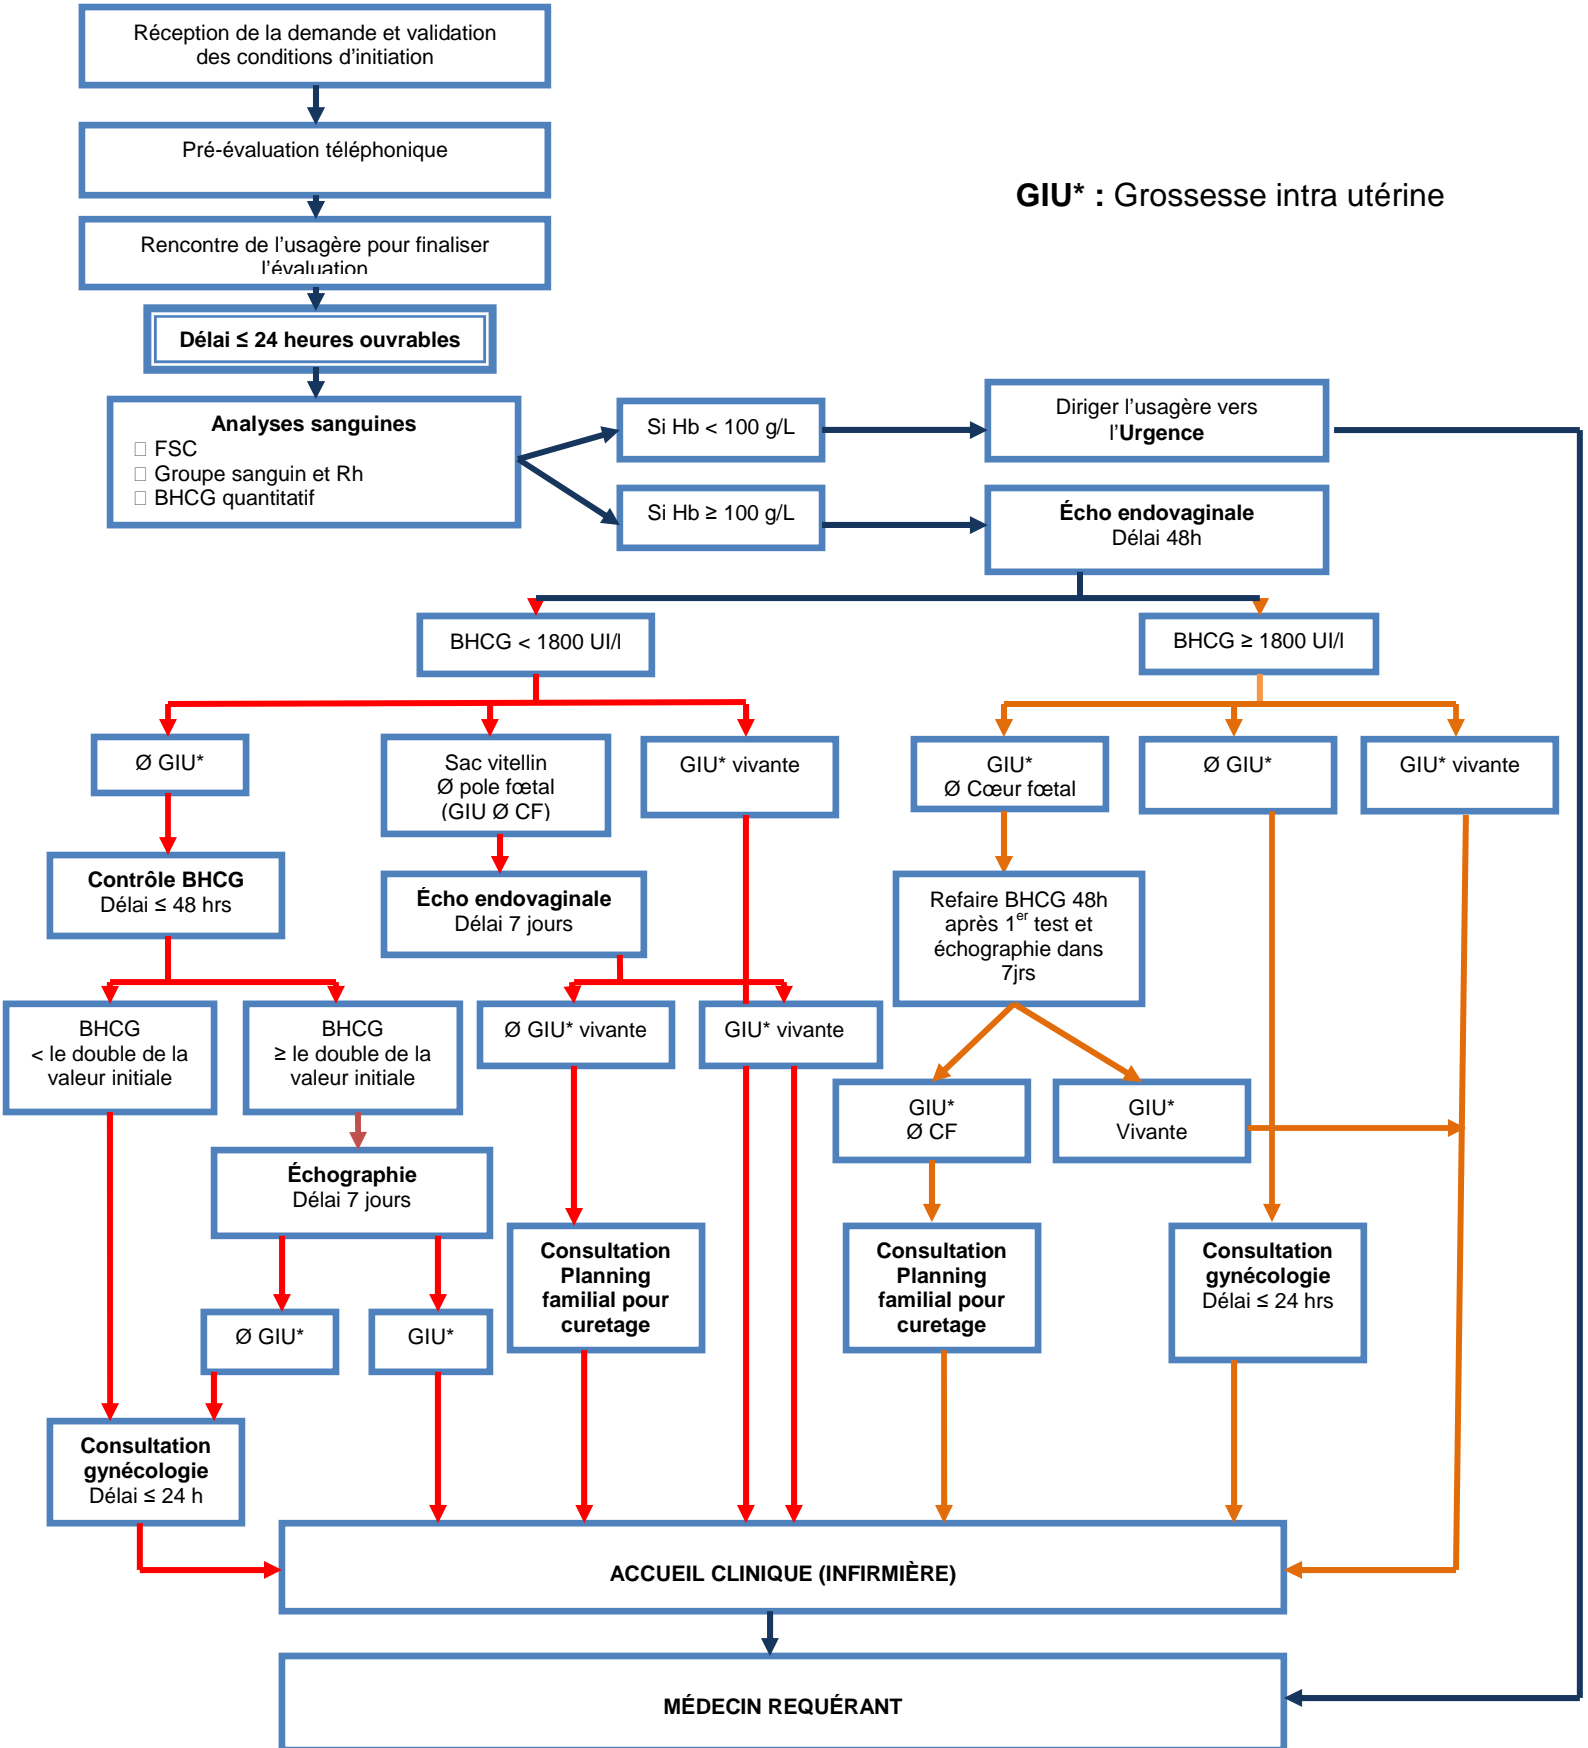 Réception de la demande et validation
des conditions d'initiation
Pré-évaluation téléphonique
GIU* : Grossesse intra utérine
Rencontre de l'usagère pour finaliser
l'évaluation
Délai ≤ 24 heures ouvrables
Analyses sanguines
□ FSC
□ Groupe sanguin et Rh
□ BHCG quantitatif
Si Hb < 100 g/L
Diriger l'usagère vers
l'Urgence
Si Hb ≥ 100 g/L
Écho endovaginale
Délai 48h
BHCG < 1800 UI/l
BHCG ≥ 1800 UI/l
Ø GIU*
Sac vitellin
Ø pole fœtal
(GIU Ø CF)
GIU* vivante
GIU*
Ø Cœur fœtal
Ø GIU*
GIU* vivante
Contrôle BHCG
Délai ≤ 48 hrs
Écho endovaginale
Délai 7 jours
Refaire BHCG 48h
après 1er test et
échographie dans
7jrs
BHCG
< le double de la
valeur initiale
BHCG
≥ le double de la
valeur initiale
Ø GIU* vivante
GIU* vivante
GIU*
Ø CF
GIU*
Vivante
Échographie
Délai 7 jours
Consultation
Planning
familial pour
curetage
Consultation
Planning
familial pour
curetage
Consultation
gynécologie
Délai ≤ 24 hrs
Ø GIU*
GIU*
Consultation
gynécologie
Délai ≤ 24 h
ACCUEIL CLINIQUE (INFIRMIÈRE)
MÉDECIN REQUÉRANT